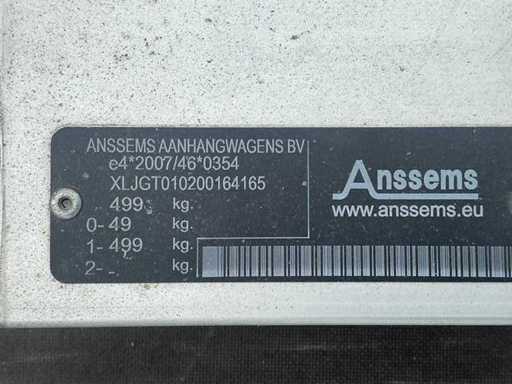 ANSSEMS AANHANGWAGENS BV
e4*2007/46*0354
XLJGT010200164165
499 kg.
0- 49 kg.
1- 499 kg.
2- kg.
Anssems
www.anssems.eu